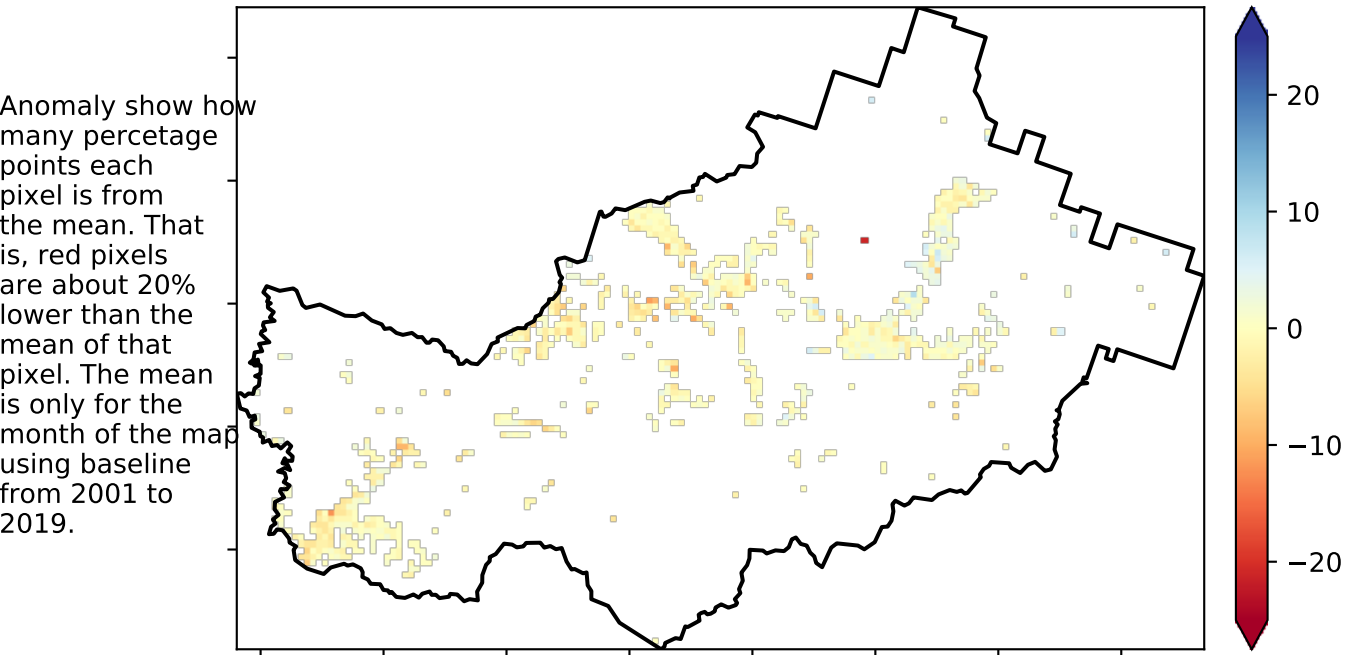 Anomaly show how
many percetage
points each
pixel is from
the mean. That
is, red pixels
are about 20%
lower than the
mean of that
pixel. The mean
is only for the
month of the map
using baseline
from 2001 to
2019.
20
10
0
−10
−20